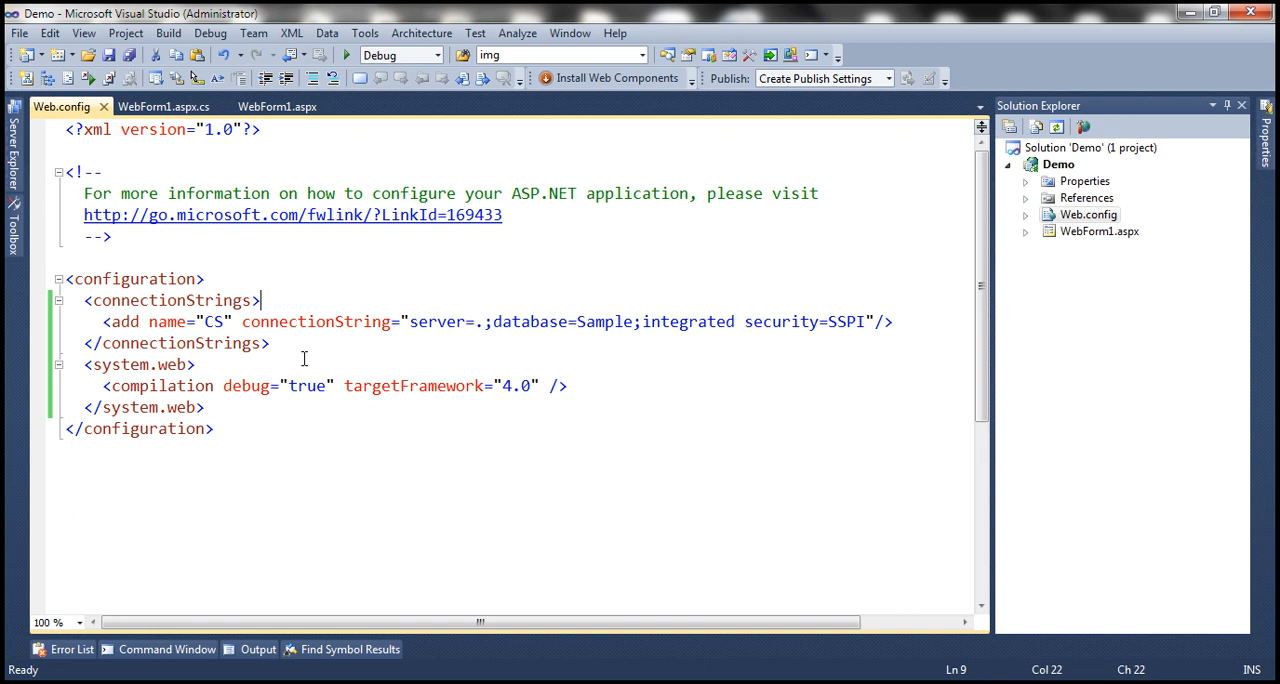 Demo - Microsoft Visual Studio (Administrator)
File Edit View Project Build Debug Team XML Data Tools Architecture Test Analyze Window Help
Debug img
Install Web Components Publish: Create Publish Settings
Web.config WebForm1.aspx.cs WebForm1.aspx
Server Explorer
Toolbox
<?xml version="1.0"?>
<!--
For more information on how to configure your ASP.NET application, please visit
http://go.microsoft.com/fwlink/?LinkId=169433
-->
<configuration>
<connectionStrings>
<add name="CS" connectionString="server=.;database=Sample;integrated security=SSPI"/>
</connectionStrings>
<system.web>
<compilation debug="true" targetFramework="4.0" />
</system.web>
</configuration>
100 %
Solution Explorer
Solution 'Demo' (1 project)
Demo
Properties
References
Web.config
WebForm1.aspx
Properties
Error List Command Window Output Find Symbol Results
Ready Ln 9 Col 22 Ch 22 INS